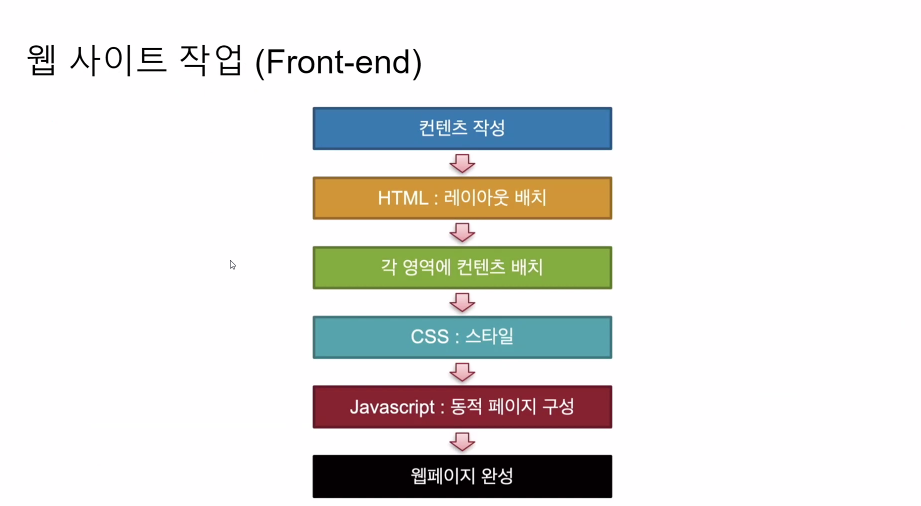 웹 사이트 작업 (Front-end)
컨텐츠 작성
HTML : 레이아웃 배치
각 영역에 컨텐츠 배치
CSS : 스타일
Javascript : 동적 페이지 구성
웹페이지 완성